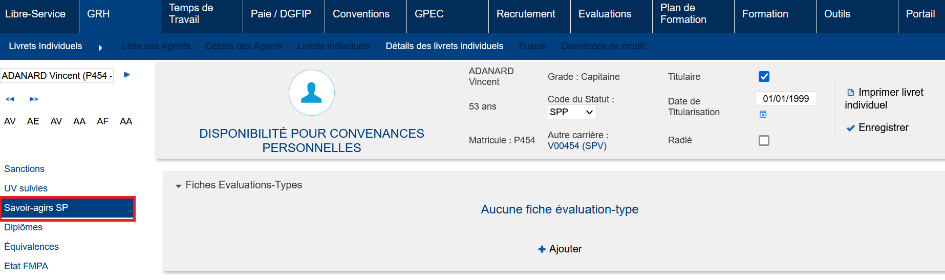 Libre-Service GRH Temps de Travail Paie / DGFIP Conventions GPEC Recrutement Evaluations Plan de Formation Formation Outils Portail
Livrets Individuels Liste des Agents Détails des Agents Livrets Individuels Détails des livrets individuels Fusion Demandes de modif.
ADANARD Vincent (P454 -
AV AE AV AA AF AA
Sanctions
UV suivies
Savoir-agirs SP
Diplômes
Équivalences
Etat FMPA
DISPONIBILITÉ POUR CONVENANCES
PERSONNELLES
ADANARD
Vincent
53 ans
Matricule : P454
Grade : Capitaine
Code du Statut :
SPP
Autre carrière :
V00454 (SPV)
Titulaire
Date de
Titularisation
01/01/1999
Radié
Imprimer livret
individuel
Enregistrer
Fiches Evaluations-Types
Aucune fiche évaluation-type
Ajouter